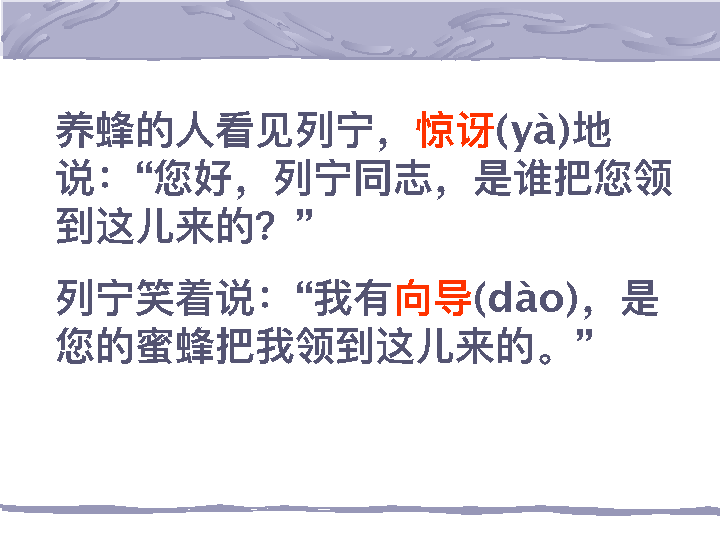 养蜂的人看见列宁，惊讶(yà)地
说：“您好，列宁同志，是谁把您领
到这儿来的？”
列宁笑着说：“我有向导(dào)，是
您的蜜蜂把我领到这儿来的。”